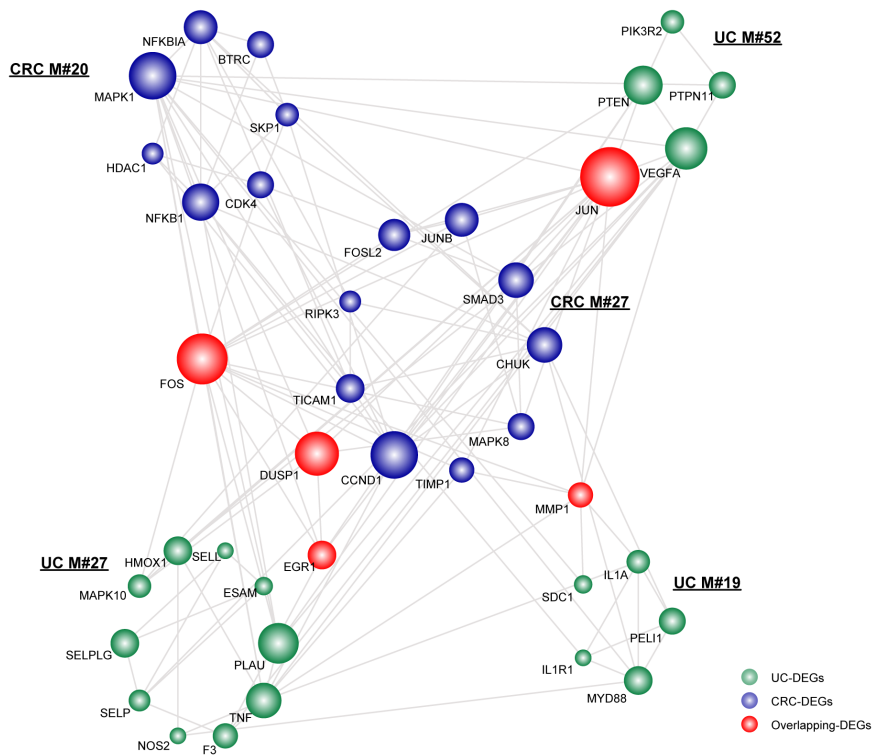 NFKBIA
BTRC
CRC M#20
MAPK1
SKP1
HDAC1
CDK4
NFKB1
PIK3R2
UC M#52
PTEN
PTPN11
VEGFA
JUN
FOSL2
JUNB
SMAD3
CRC M#27
RIPK3
CHUK
FOS
TICAM1
MAPK8
DUSP1
CCND1
TIMP1
MMP1
UC M#27
HMOX1
SELL
EGR1
MAPK10
ESAM
SELPLG
PLAU
SELP
TNF
NOS2
F3
IL1A
UC M#19
SDC1
PELI1
IL1R1
MYD88
UC-DEGs
CRC-DEGs
Overlapping-DEGs